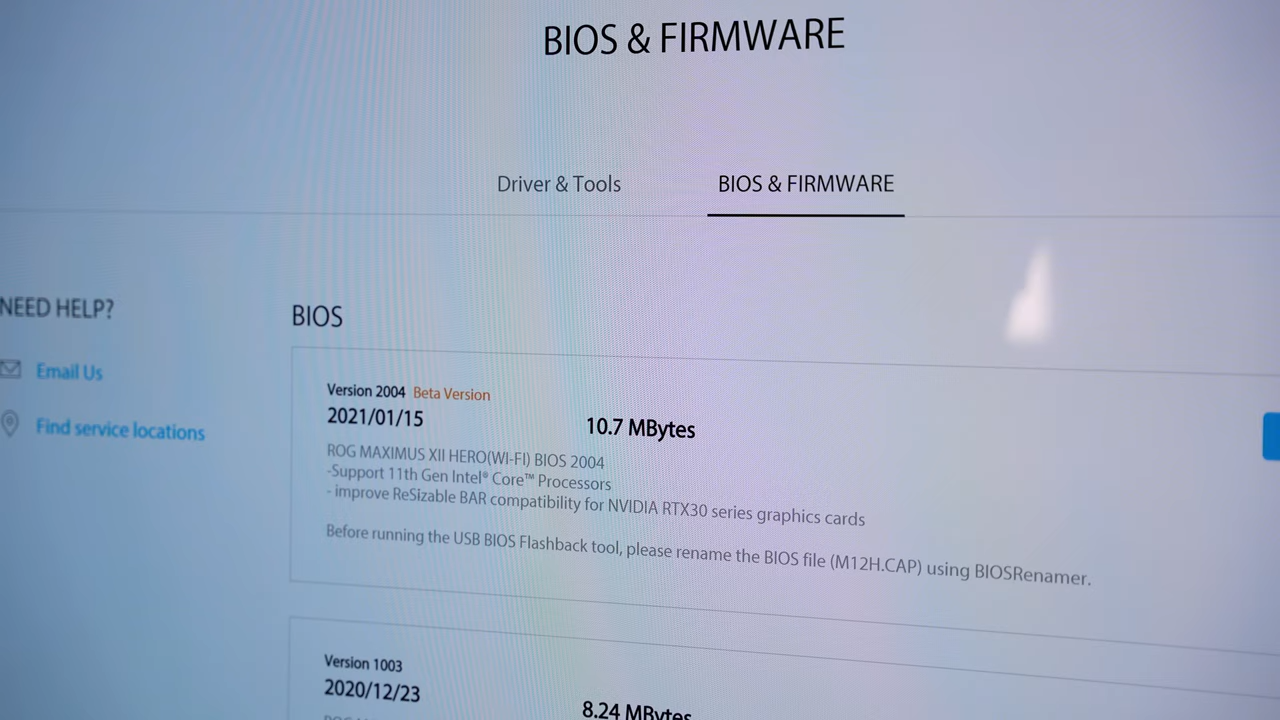 BIOS & FIRMWARE
Driver & Tools
BIOS & FIRMWARE
NEED HELP?
Email Us
Find service locations
BIOS
Version 2004 Beta Version
2021/01/15
10.7 MBytes
ROG MAXIMUS XII HERO(WI-FI) BIOS 2004
-Support 11th Gen Intel® Core™ Processors
- improve ReSizable BAR compatibility for NVIDIA RTX30 series graphics cards
Before running the USB BIOS Flashback tool, please rename the BIOS file (M12H.CAP) using BIOSRenamer.
Version 1003
2020/12/23
8.24 MBytes